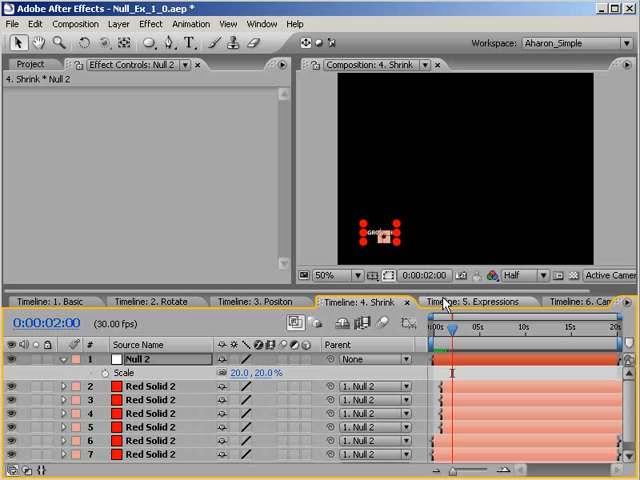 Adobe After Effects - Null_Ex_1_0.aep *
File Edit Composition Layer Effect Animation View Window Help
Workspace: Aharon_Simple
Project Effect Controls: Null 2 Composition: 4. Shrink
4. Shrink * Null 2
50% 0:00:02:00 Half Active Camer
Timeline: 1. Basic Timeline: 2. Rotate Timeline: 3. Positon Timeline: 4. Shrink Timeline: 5. Expressions Timeline: 6. Cam
0:00:02:00 (30.00 fps) 00s 05s 10s 15s 20s
# Source Name Parent
1 Null 2 None
Scale 20.0, 20.0 %
2 Red Solid 2 1. Null 2
3 Red Solid 2 1. Null 2
4 Red Solid 2 1. Null 2
5 Red Solid 2 1. Null 2
6 Red Solid 2 1. Null 2
7 Red Solid 2 1. Null 2